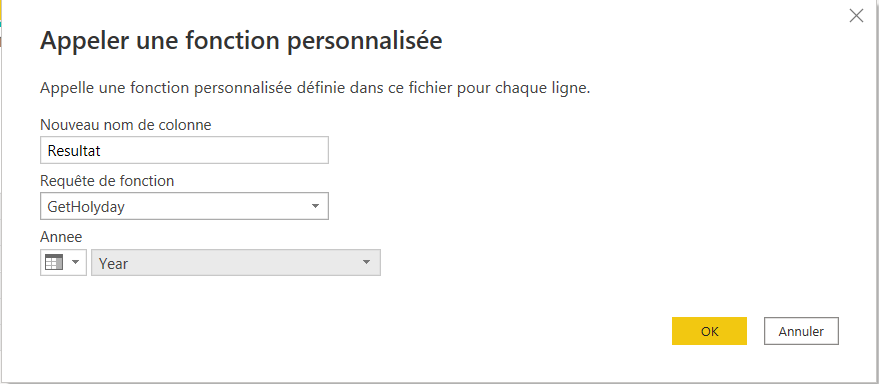 Appeler une fonction personnalisée
Appelle une fonction personnalisée définie dans ce fichier pour chaque ligne.
Nouveau nom de colonne
Resultat
Requête de fonction
GetHolyday
Annee
Year
OK
Annuler